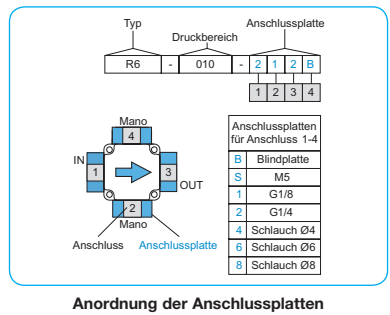 Typ
Druckbereich
Anschlussplatte
R6 - 010 - 2 1 2 B
1 2 3 4
Mano
4
IN
1
3
OUT
2
Mano
Anschluss
Anschlussplatte
Anschlussplatten
für Anschluss 1-4
B Blindplatte
S M5
1 G1/8
2 G1/4
4 Schlauch Ø4
6 Schlauch Ø6
8 Schlauch Ø8
Anordnung der Anschlussplatten